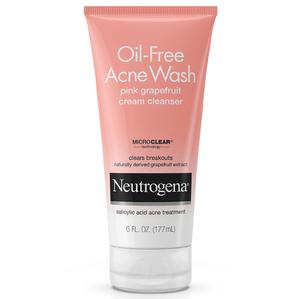 Oil-Free
Acne Wash
pink grapefruit
cream cleanser
MICROCLEAR®
technology
clears breakouts
naturally derived grapefruit extract
Neutrogena®
salicylic acid acne treatment
6 FL. OZ. (177mL)